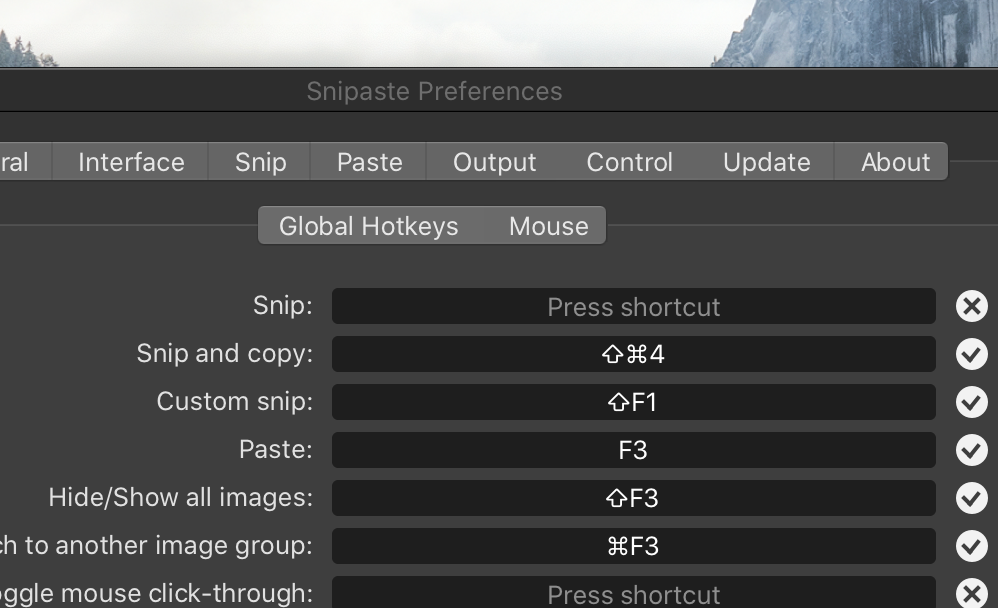 Snipaste Preferences
ral Interface Snip Paste Output Control Update About
Global Hotkeys Mouse
Snip: Press shortcut
Snip and copy: ⇧⌘4
Custom snip: ⇧F1
Paste: F3
Hide/Show all images: ⇧F3
ch to another image group: ⌘F3
oggle mouse click-through: Press shortcut